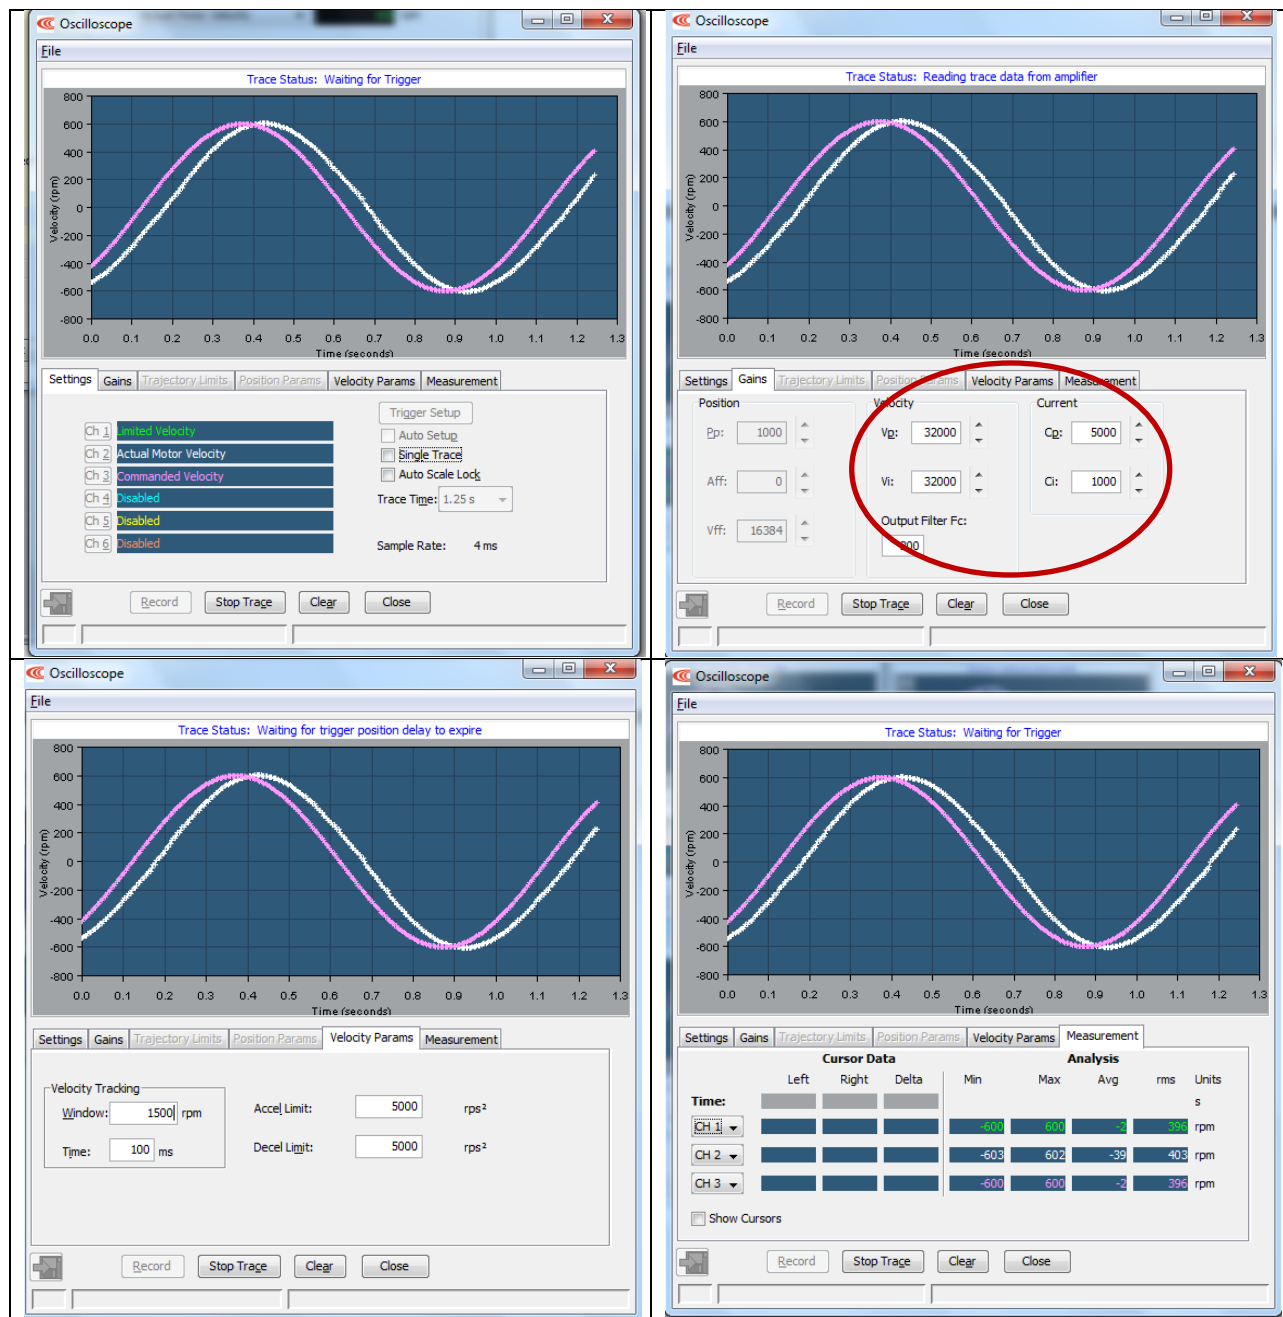 Oscilloscope
File
Trace Status: Waiting for Trigger
Velocity (rpm)
800
600
400
200
0
-200
-400
-600
-800
0.0 0.1 0.2 0.3 0.4 0.5 0.6 0.7 0.8 0.9 1.0 1.1 1.2 1.3
Time (seconds)
Settings Gains Trajectory Limits Position Params Velocity Params Measurement
Trigger Setup
Ch 1 Limited Velocity
Auto Setup
Ch 2 Actual Motor Velocity
Single Trace
Ch 3 Commanded Velocity
Auto Scale Lock
Ch 4 Disabled
Trace Time: 1.25 s
Ch 5 Disabled
Ch 6 Disabled
Sample Rate: 4 ms
Record Stop Trace Clear Close
Oscilloscope
File
Trace Status: Reading trace data from amplifier
Velocity (rpm)
800
600
400
200
0
-200
-400
-600
-800
0.0 0.1 0.2 0.3 0.4 0.5 0.6 0.7 0.8 0.9 1.0 1.1 1.2 1.3
Time (seconds)
Settings Gains Trajectory Limits Position Params Velocity Params Measurement
Position Velocity Current
Pp: 1000 Vp: 32000 Cp: 5000
Aff: 0 Vi: 32000 Ci: 1000
Vff: 16384 Output Filter Fc:
Record Stop Trace Clear Close
Oscilloscope
File
Trace Status: Waiting for trigger position delay to expire
Velocity (rpm)
800
600
400
200
0
-200
-400
-600
-800
0.0 0.1 0.2 0.3 0.4 0.5 0.6 0.7 0.8 0.9 1.0 1.1 1.2 1.3
Time (seconds)
Settings Gains Trajectory Limits Position Params Velocity Params Measurement
Velocity Tracking
Window: 1500 rpm Accel Limit: 5000 rps²
Time: 100 ms Decel Limit: 5000 rps²
Record Stop Trace Clear Close
Oscilloscope
File
Trace Status: Waiting for Trigger
Velocity (rpm)
800
600
400
200
0
-200
-400
-600
-800
0.0 0.1 0.2 0.3 0.4 0.5 0.6 0.7 0.8 0.9 1.0 1.1 1.2 1.3
Time (seconds)
Settings Gains Trajectory Limits Position Params Velocity Params Measurement
Cursor Data Analysis
Left Right Delta Min Max Avg rms Units
Time: s
CH 1 -600 600 -2 396 rpm
CH 2 -603 602 -39 403 rpm
CH 3 -600 600 -2 396 rpm
Show Cursors
Record Stop Trace Clear Close